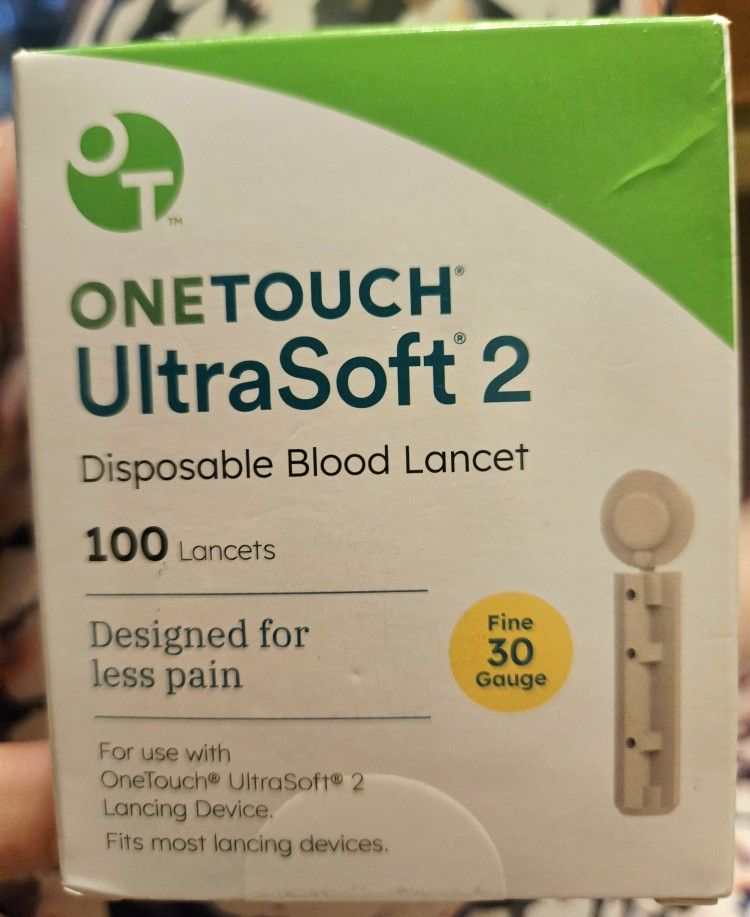 OT™
ONETOUCH®
UltraSoft® 2
Disposable Blood Lancet
100 Lancets
Designed for
less pain
Fine
30
Gauge
For use with
OneTouch® UltraSoft® 2
Lancing Device.
Fits most lancing devices.